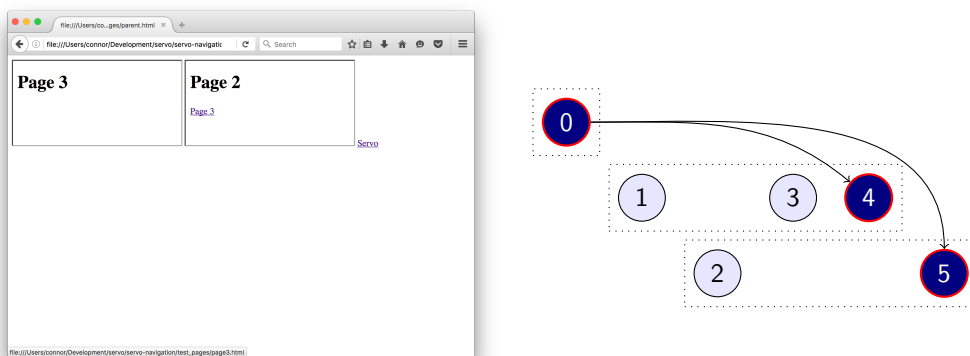 file:///Users/co...ges/parent.html
file:///Users/connor/Development/servo/servo-navigatic
Search
Page 3
Page 2
Page 3
Servo
file:///Users/connor/Development/servo/servo-navigation/test_pages/page3.html
0
1
3
4
2
5